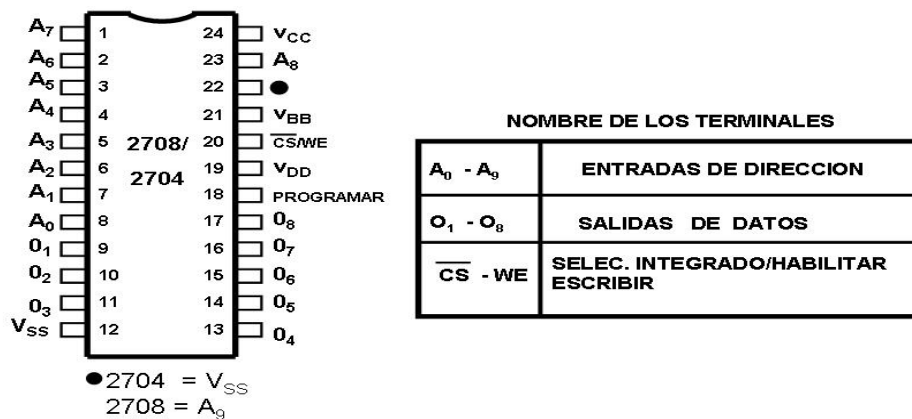 A7 1 24 VCC
A6 2 23 A8
A5 3 22 ●
A4 4 21 VBB
A3 5 2708/ 20 CS/WE
2704
A2 6 19 VDD
A1 7 18 PROGRAMAR
A0 8 17 O8
O1 9 16 O7
O2 10 15 O6
O3 11 14 O5
VSS 12 13 O4
●2704 = VSS
2708 = A9
NOMBRE DE LOS TERMINALES
A0 - A9 ENTRADAS DE DIRECCION
O1 - O8 SALIDAS DE DATOS
CS - WE SELEC. INTEGRADO/HABILITAR
ESCRIBIR